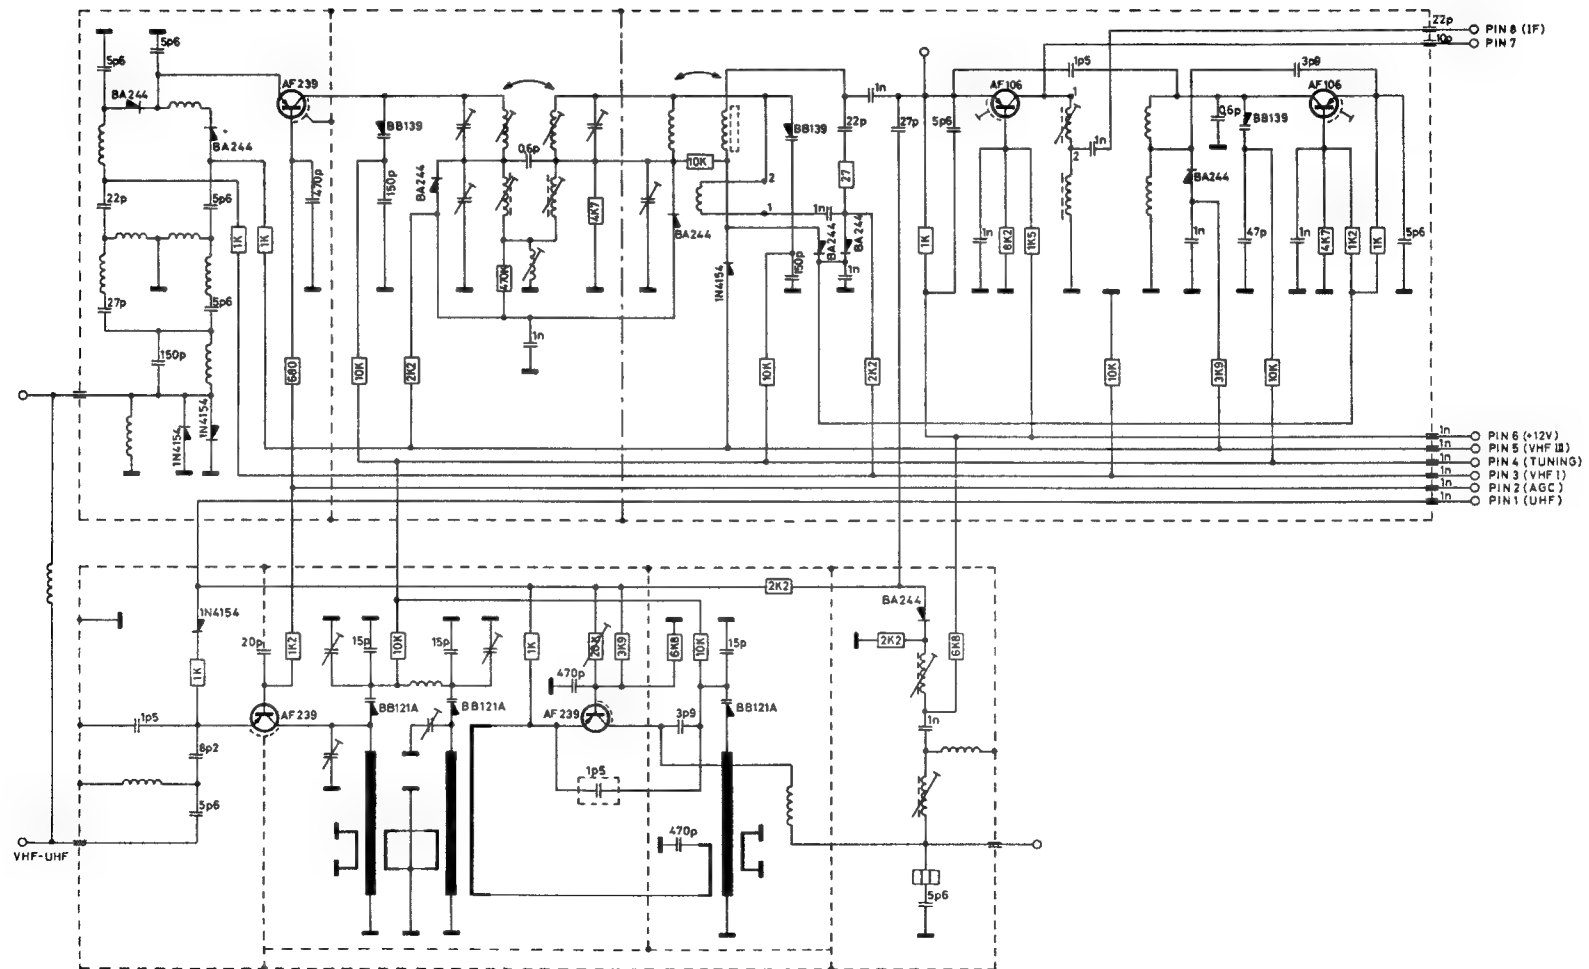 22p
PIN 8 (IF)
10p
PIN 7
5p6
5p6
BA244
AF239
BA244
BB139
0,6p
470p
150p
BA244
22p
5p6
1K
1K
27p
5p6
150p
1N4154
1N4154
680
10K
2K2
470K
4K7
1n
10K
BA244
1N4154
2
1
1n
BB139
150p
1n
22p
27
BA244
BA244
1n
10K
2K2
27p
5p6
1K
AF106
1p5
1
2
1n
1n
8K2
1K5
10K
3p9
AF106
0,6p
BB139
BA244
1n
47p
1n
4K7
1K2
1K
5p6
3K9
10K
1n
PIN 6 (+12V)
1n
PIN 5 (VHF III)
1n
PIN 4 (TUNING)
1n
PIN 3 (VHF I)
1n
PIN 2 (AGC)
1n
PIN 1 (UHF)
1N4154
1K
20p
1K2
15p
10K
15p
1K
3K9
6K8
10K
15p
2K2
BA244
2K2
6K8
1p5
AF239
BB121A
BB121A
470p
AF239
3p9
BB121A
1n
8p2
5p6
1p5
470p
5p6
VHF-UHF